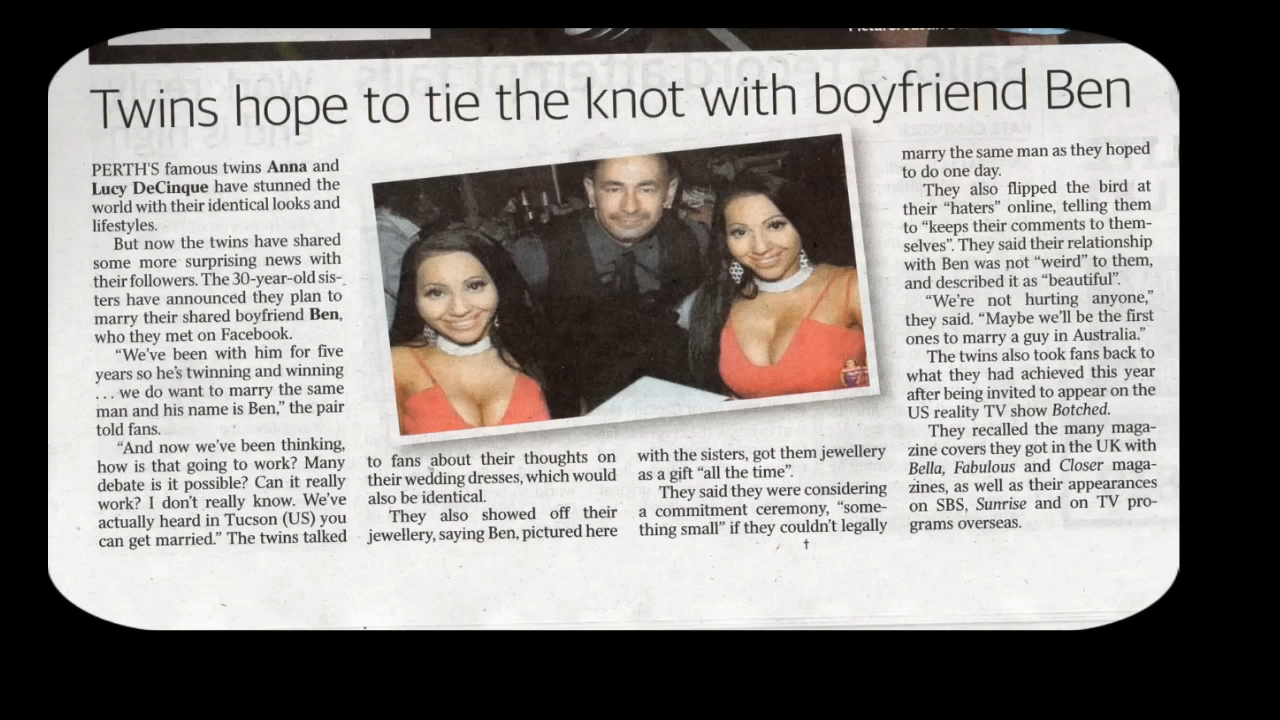 Twins hope to tie the knot with boyfriend Ben
PERTH'S famous twins Anna and
Lucy DeCinque have stunned the
world with their identical looks and
lifestyles.
But now the twins have shared
some more surprising news with
their followers. The 30-year-old sis-
ters have announced they plan to
marry their shared boyfriend Ben,
who they met on Facebook.
“We've been with him for five
years so he's twinning and winning
... we do want to marry the same
man and his name is Ben,” the pair
told fans.
“And now we've been thinking,
how is that going to work? Many
debate is it possible? Can it really
work? I don't really know. We've
actually heard in Tucson (US) you
can get married.” The twins talked
to fans about their thoughts on
their wedding dresses, which would
also be identical.
They also showed off their
jewellery, saying Ben, pictured here
with the sisters, got them jewellery
as a gift “all the time”.
They said they were considering
a commitment ceremony, “some-
thing small” if they couldn't legally
†
marry the same man as they hoped
to do one day.
They also flipped the bird at
their “haters” online, telling them
to “keeps their comments to them-
selves”. They said their relationship
with Ben was not “weird” to them,
and described it as “beautiful”.
“We're not hurting anyone,”
they said. “Maybe we'll be the first
ones to marry a guy in Australia.”
The twins also took fans back to
what they had achieved this year
after being invited to appear on the
US reality TV show Botched.
They recalled the many maga-
zine covers they got in the UK with
Bella, Fabulous and Closer maga-
zines, as well as their appearances
on SBS, Sunrise and on TV pro-
grams overseas.